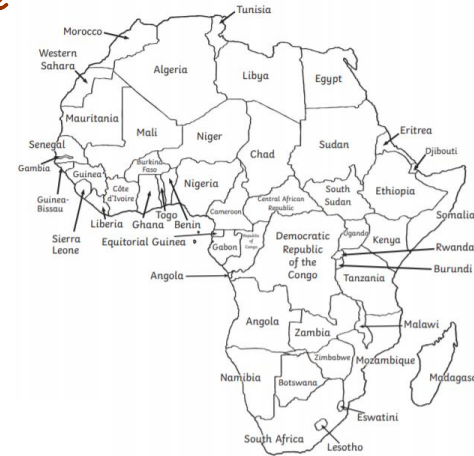 Tunisia
Morocco
Western
Sahara
Algeria
Libya
Egypt
Mauritania
Mali
Niger
Chad
Sudan
Eritrea
Djibouti
Senegal
Gambia
Guinea
Guinea-
Bissau
Burkina
Faso
Nigeria
Côte
d'Ivoire
Togo
Benin
Ghana
Liberia
Sierra
Leone
Equitorial Guinea
Cameroon
Central African
Republic
South
Sudan
Ethiopia
Somalia
Uganda
Kenya
Rwanda
Burundi
Gabon
Republic
of
Congo
Democratic
Republic
of the
Congo
Tanzania
Angola
Angola
Zambia
Malawi
Zimbabwe
Mozambique
Madagasc
Namibia
Botswana
Eswatini
South Africa
Lesotho